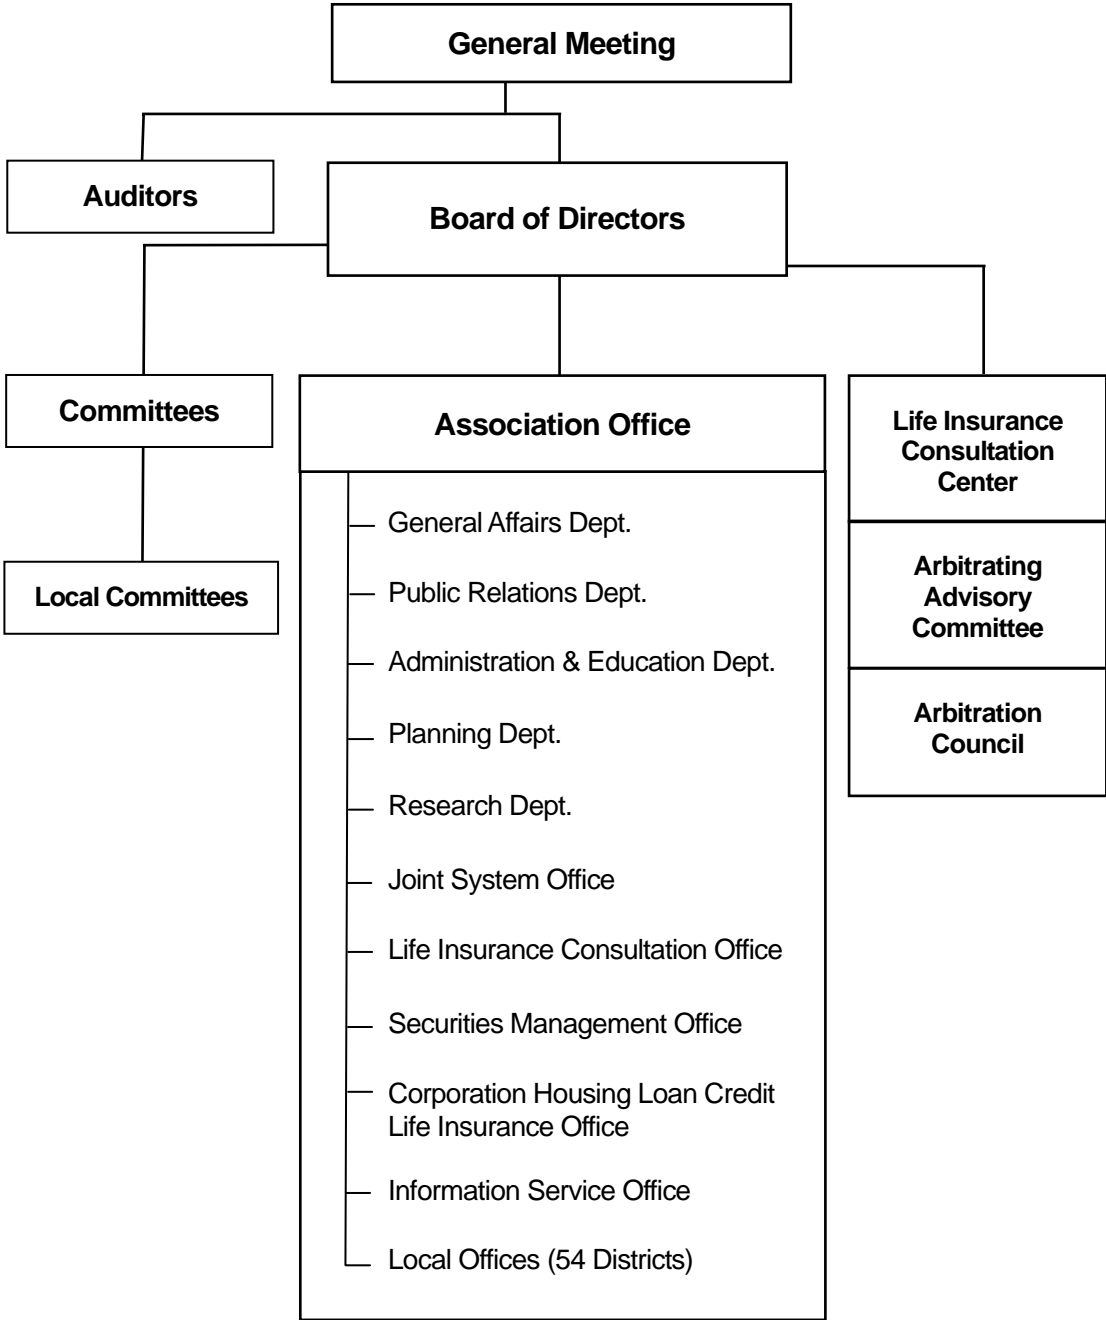 General Meeting
Auditors
Board of Directors
Committees
Association Office
Life Insurance
Consultation
Center
Local Committees
Arbitrating
Advisory
Committee
Arbitration
Council
General Affairs Dept.
Public Relations Dept.
Administration & Education Dept.
Planning Dept.
Research Dept.
Joint System Office
Life Insurance Consultation Office
Securities Management Office
Corporation Housing Loan Credit
Life Insurance Office
Information Service Office
Local Offices (54 Districts)